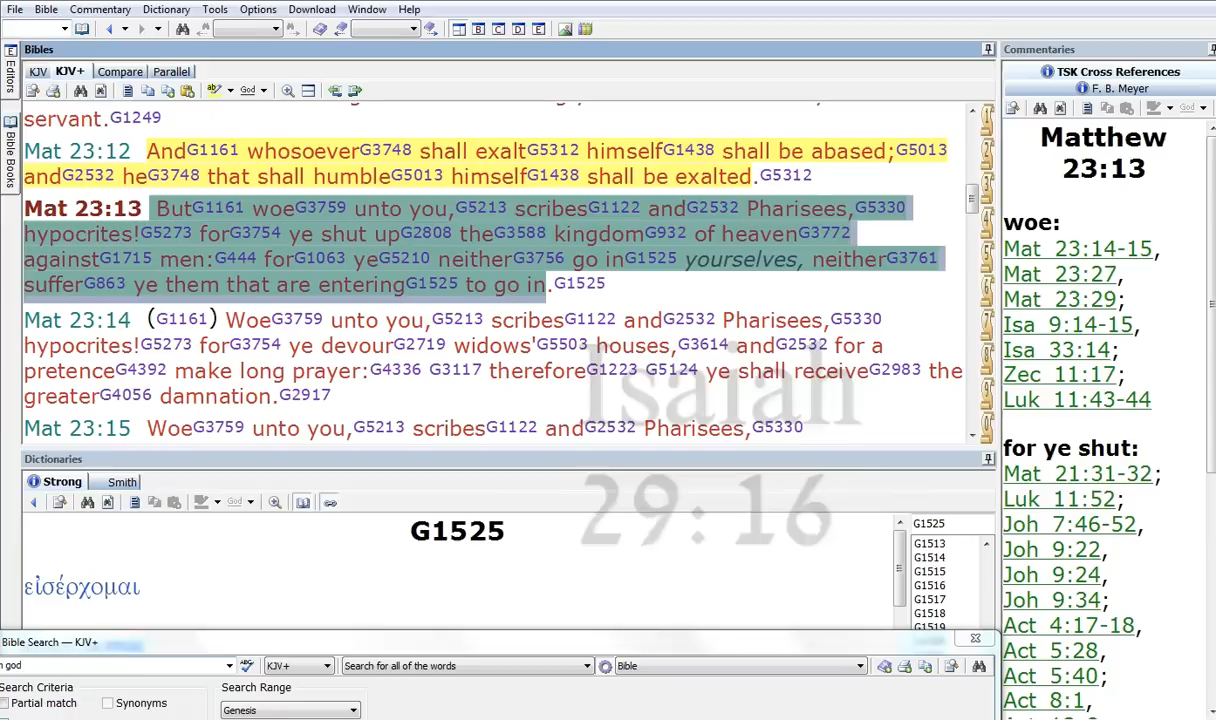 File Bible Commentary Dictionary Tools Options Download Window Help
Bibles
KJV KJV+ Compare Parallel
servant.G1249
Mat 23:12 AndG1161 whosoeverG3748 shall exaltG5312 himselfG1438 shall be abased;G5013
andG2532 heG3748 that shall humbleG5013 himselfG1438 shall be exalted.G5312
Mat 23:13 ButG1161 woeG3759 unto you,G5213 scribesG1122 andG2532 Pharisees,G5330
hypocrites!G5273 forG3754 ye shut upG2808 theG3588 kingdomG932 of heavenG3772
againstG1715 men:G444 forG1063 yeG5210 neitherG3756 go inG1525 yourselves, neitherG3761
sufferG863 ye them that are enteringG1525 to go in.G1525
Mat 23:14 (G1161) WoeG3759 unto you,G5213 scribesG1122 andG2532 Pharisees,G5330
hypocrites!G5273 forG3754 ye devourG2719 widows'G5503 houses,G3614 andG2532 for a
pretenceG4392 make long prayer:G4336 G3117 thereforeG1223 G5124 ye shall receiveG2983 the
greaterG4056 damnation.G2917
Mat 23:15 WoeG3759 unto you,G5213 scribesG1122 andG2532 Pharisees,G5330
Isaiah
29:16
Editors
Bible Books
Dictionaries
Strong Smith
God
G1525
εἰσέρχομαι
G1525
G1513
G1514
G1515
G1516
G1517
G1518
G1519
Bible Search — KJV+
n god KJV+ Search for all of the words Bible
Search Criteria Search Range
Partial match Synonyms
Genesis
Commentaries
TSK Cross References
F. B. Meyer
Matthew
23:13
woe:
Mat 23:14-15,
Mat 23:27,
Mat 23:29;
Isa 9:14-15,
Isa 33:14;
Zec 11:17;
Luk 11:43-44
for ye shut:
Mat 21:31-32;
Luk 11:52;
Joh 7:46-52,
Joh 9:22,
Joh 9:24,
Joh 9:34;
Act 4:17-18,
Act 5:28,
Act 5:40;
Act 8:1,